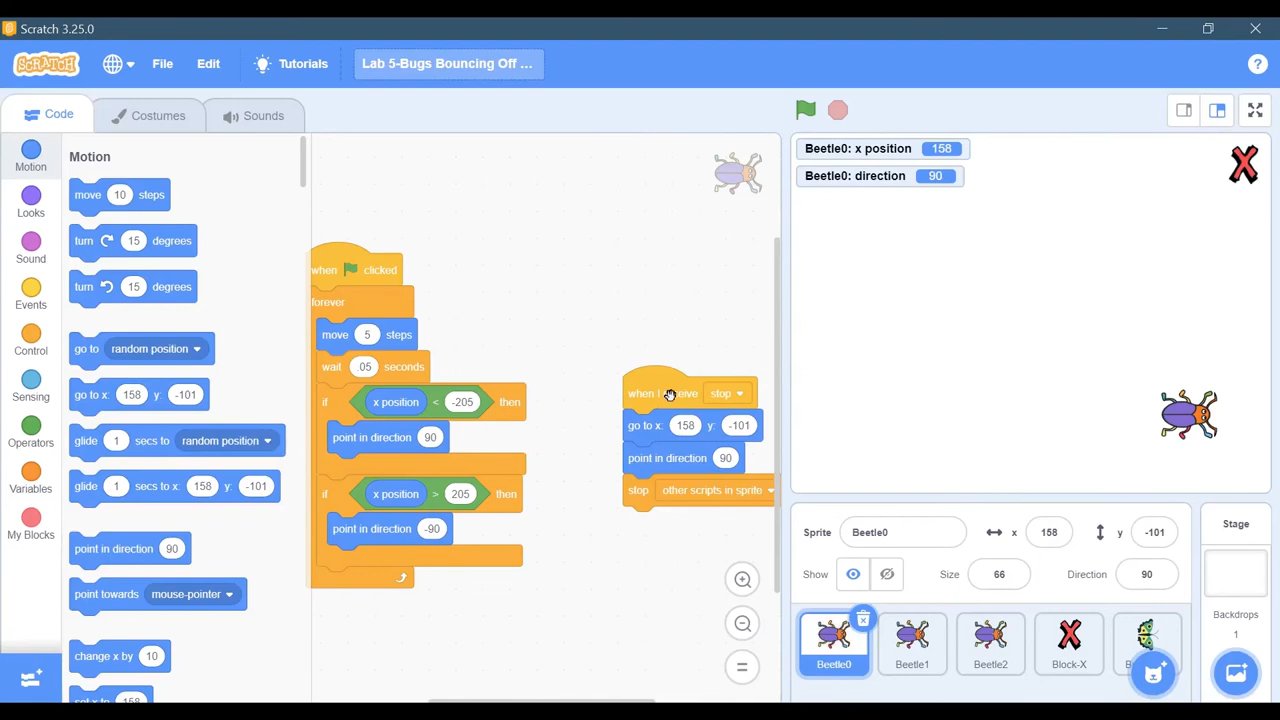 Scratch 3.25.0
SCRATCH File Edit Tutorials Lab 5-Bugs Bouncing Off ... ?
Code Costumes Sounds
Motion
Looks
Sound
Events
Control
Sensing
Operators
Variables
My Blocks
Motion
move 10 steps
turn 15 degrees
turn 15 degrees
go to random position
go to x: 158 y: -101
glide 1 secs to random position
glide 1 secs to x: 158 y: -101
point in direction 90
point towards mouse-pointer
change x by 10
when clicked
forever
move 5 steps
wait .05 seconds
if x position < -205 then
point in direction 90
if x position > 205 then
point in direction -90
when I receive stop
go to x: 158 y: -101
point in direction 90
stop other scripts in sprite
Beetle0: x position 158
Beetle0: direction 90
Sprite Beetle0 x 158 y -101
Show Size 66 Direction 90
Beetle0 Beetle1 Beetle2 Block-X
Stage
Backdrops
1